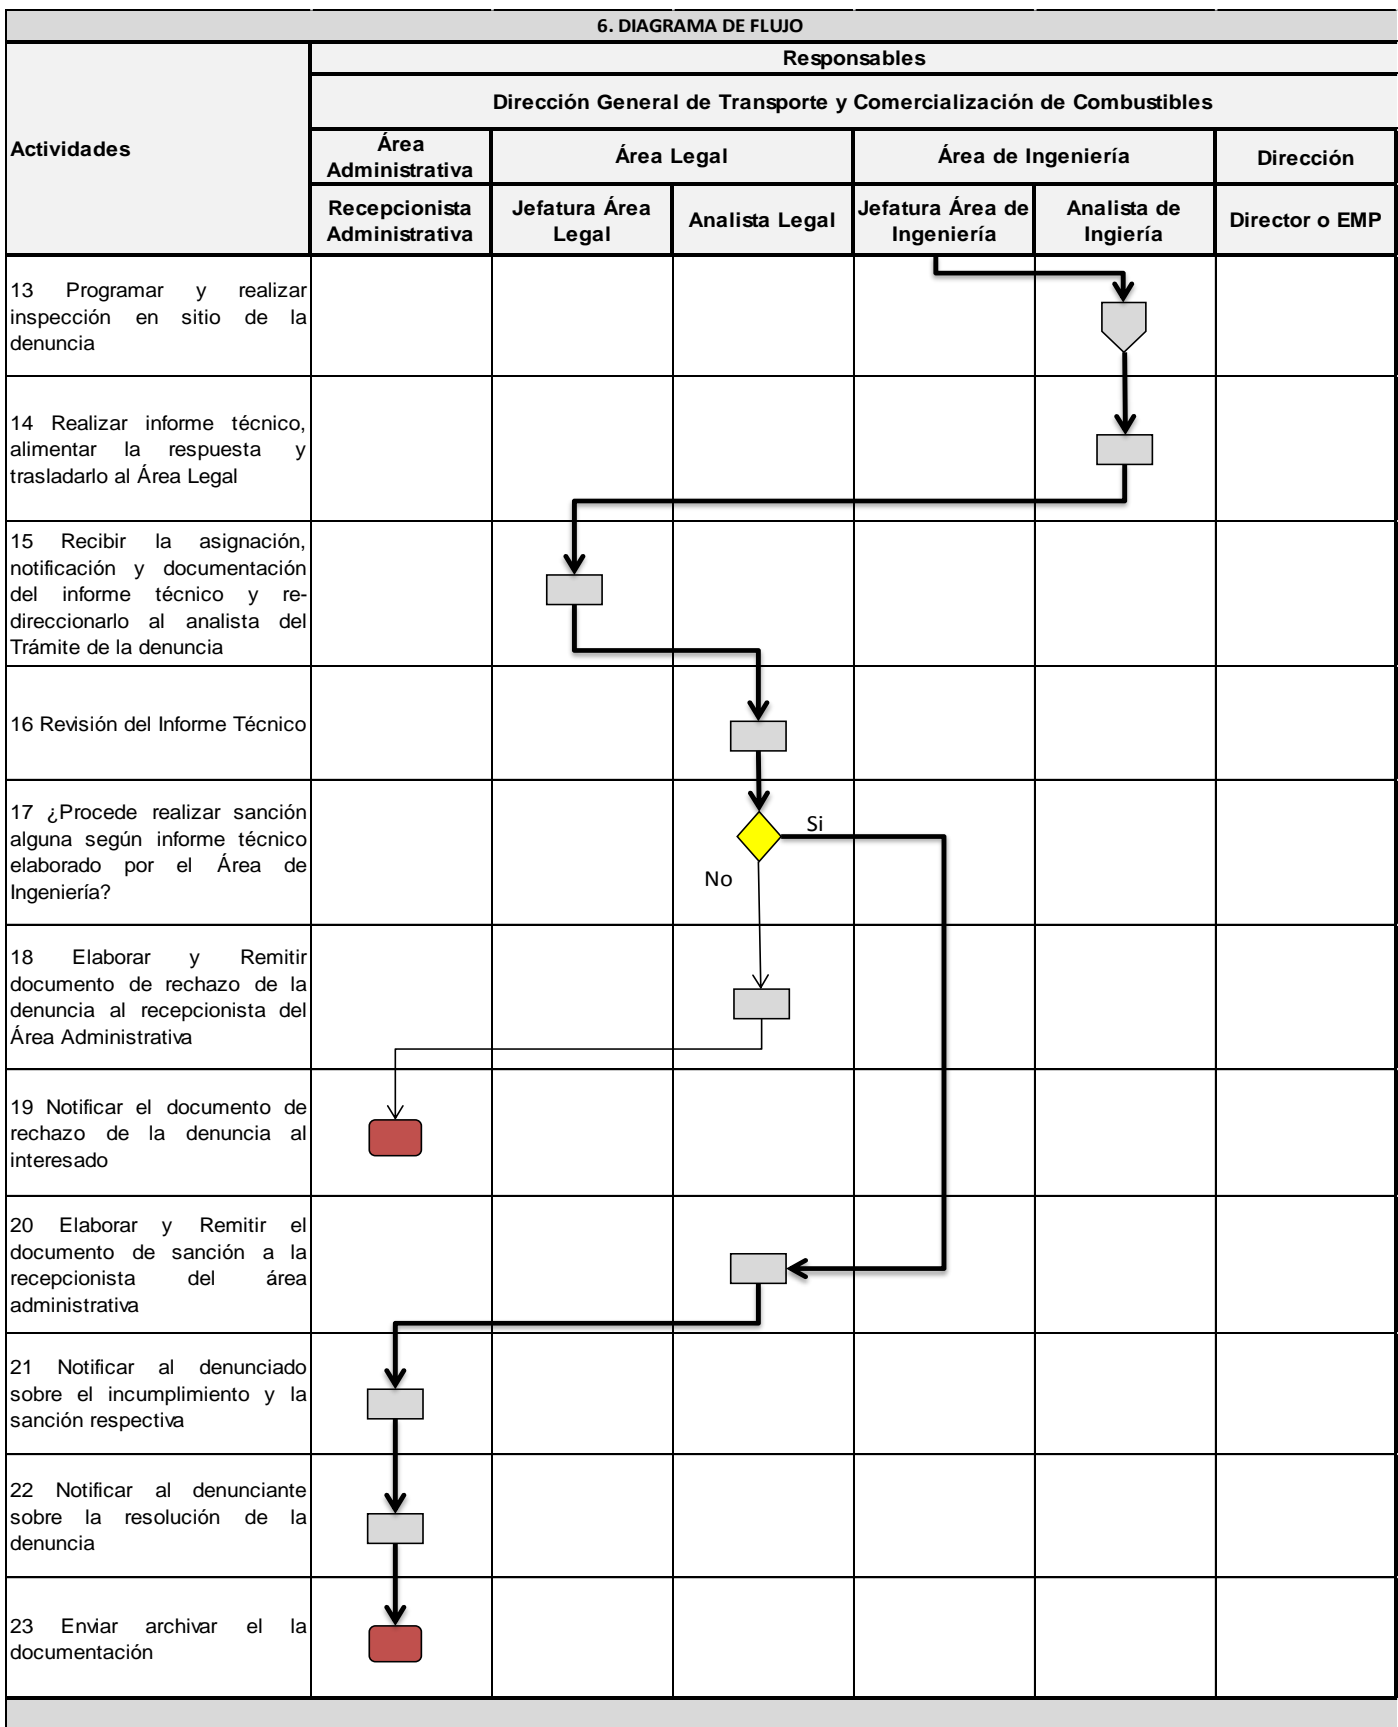 6. DIAGRAMA DE FLUJO
Actividades
Responsables
Dirección General de Transporte y Comercialización de Combustibles
Área
Administrativa
Área Legal
Área de Ingeniería
Dirección
Recepcionista
Administrativa
Jefatura Área
Legal
Analista Legal
Jefatura Área de
Ingeniería
Analista de
Ingiería
Director o EMP
13 Programar y realizar
inspección en sitio de la
denuncia
14 Realizar informe técnico,
alimentar la respuesta y
trasladarlo al Área Legal
15 Recibir la asignación,
notificación y documentación
del informe técnico y re-
direccionarlo al analista del
Trámite de la denuncia
16 Revisión del Informe Técnico
17 ¿Procede realizar sanción
alguna según informe técnico
elaborado por el Área de
Ingeniería?
Si
No
18 Elaborar y Remitir
documento de rechazo de la
denuncia al recepcionista del
Área Administrativa
19 Notificar el documento de
rechazo de la denuncia al
interesado
20 Elaborar y Remitir el
documento de sanción a la
recepcionista del área
administrativa
21 Notificar al denunciado
sobre el incumplimiento y la
sanción respectiva
22 Notificar al denunciante
sobre la resolución de la
denuncia
23 Enviar archivar el la
documentación